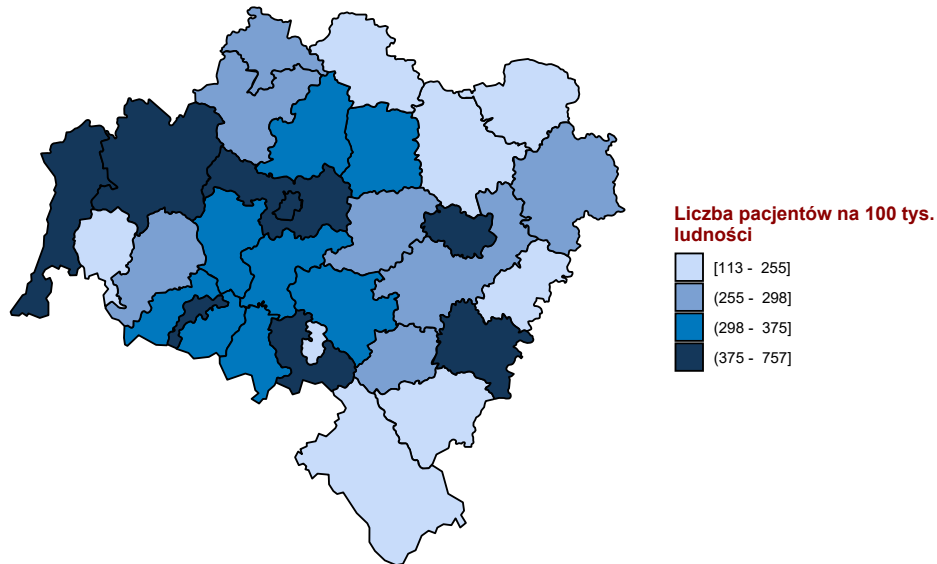 Liczba pacjentów na 100 tys.
ludności
[113 - 255]
(255 - 298]
(298 - 375]
(375 - 757]